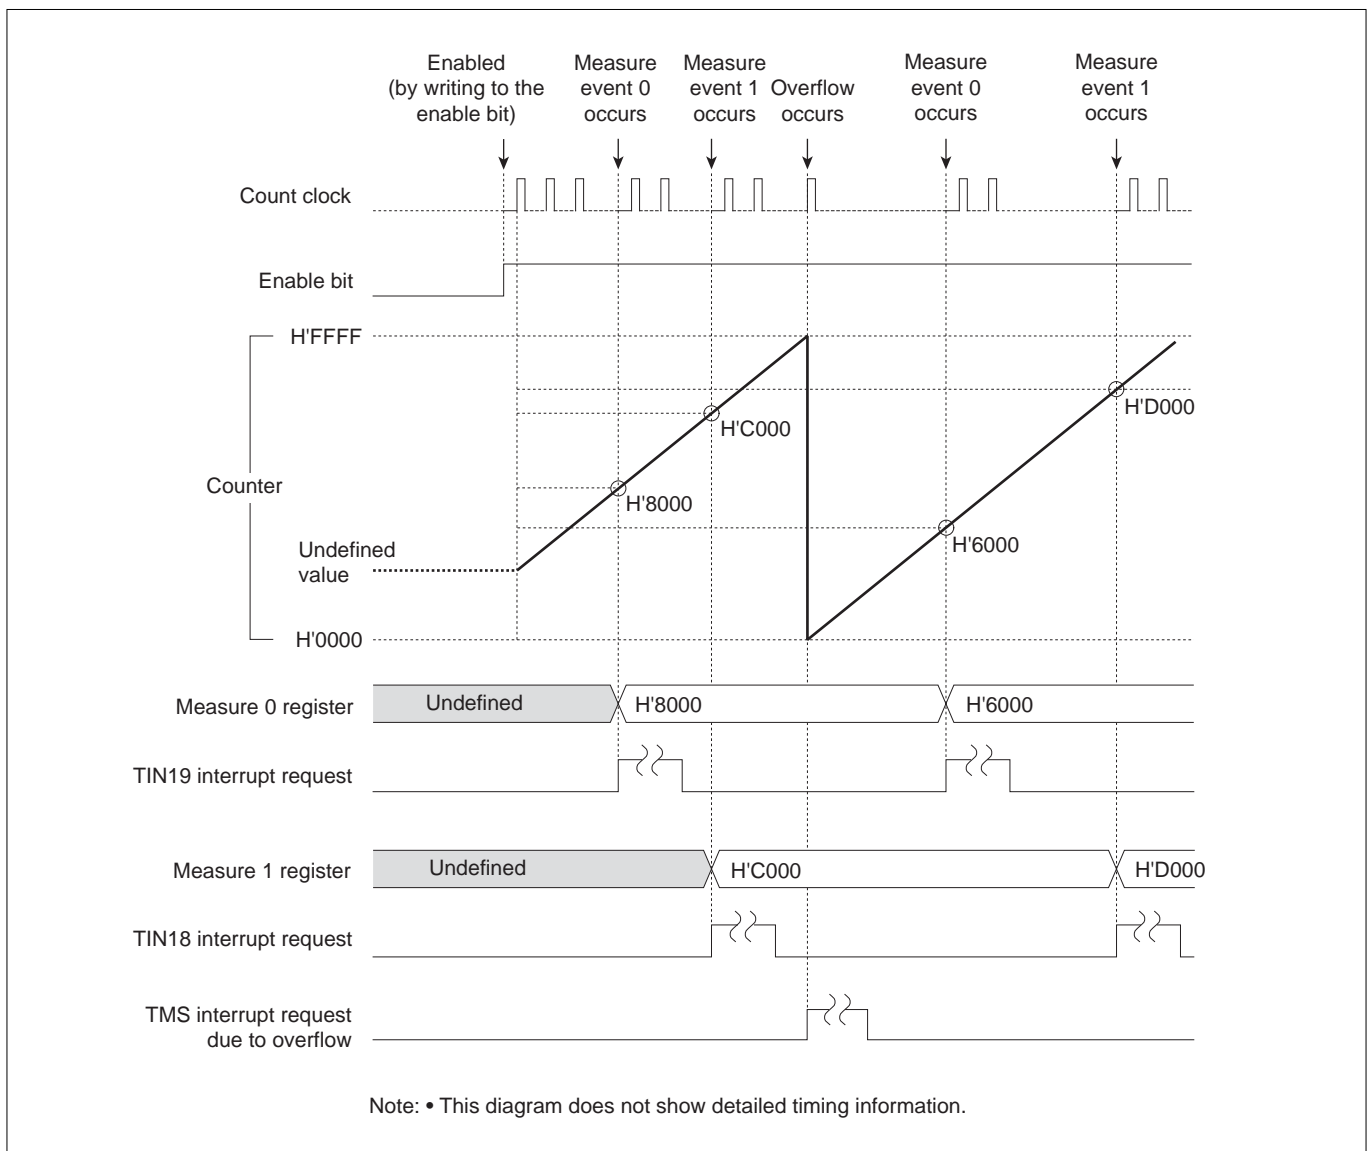 Enabled
(by writing to the
enable bit)
Measure
event 0
occurs
Measure
event 1
occurs
Overflow
occurs
Measure
event 0
occurs
Measure
event 1
occurs
Count clock
Enable bit
H'FFFF
H'D000
H'C000
Counter
H'8000
H'6000
Undefined
value
H'0000
Measure 0 register
Undefined
H'8000
H'6000
TIN19 interrupt request
Measure 1 register
Undefined
H'C000
H'D000
TIN18 interrupt request
TMS interrupt request
due to overflow
Note: • This diagram does not show detailed timing information.